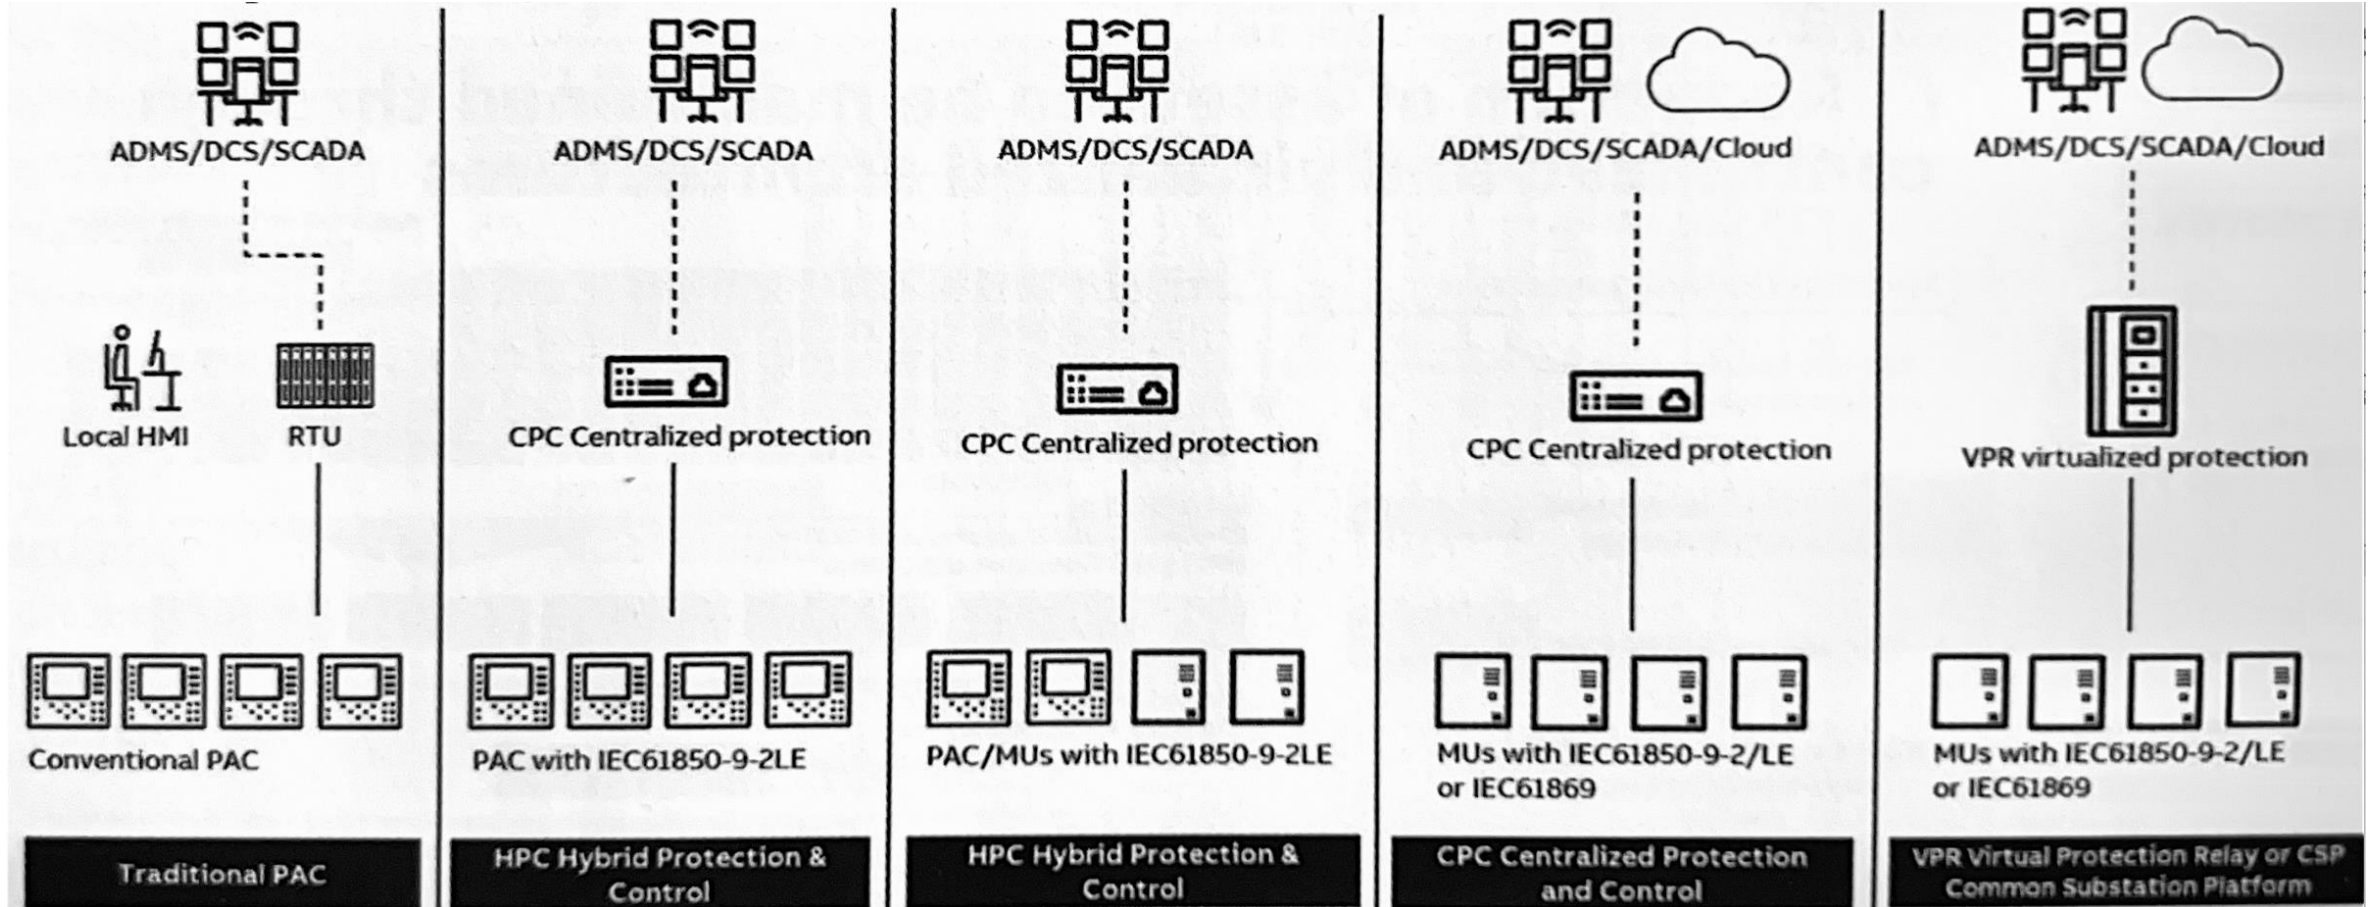 ADMS/DCS/SCADA
Local HMI
RTU
Conventional PAC
Traditional PAC
ADMS/DCS/SCADA
CPC Centralized protection
PAC with IEC61850-9-2LE
HPC Hybrid Protection &
Control
ADMS/DCS/SCADA
CPC Centralized protection
PAC/MUs with IEC61850-9-2LE
HPC Hybrid Protection &
Control
ADMS/DCS/SCADA/Cloud
CPC Centralized protection
MUs with IEC61850-9-2/LE
or IEC61869
CPC Centralized Protection
and Control
ADMS/DCS/SCADA/Cloud
VPR virtualized protection
MUs with IEC61850-9-2/LE
or IEC61869
VPR Virtual Protection Relay or CSP
Common Substation Platform